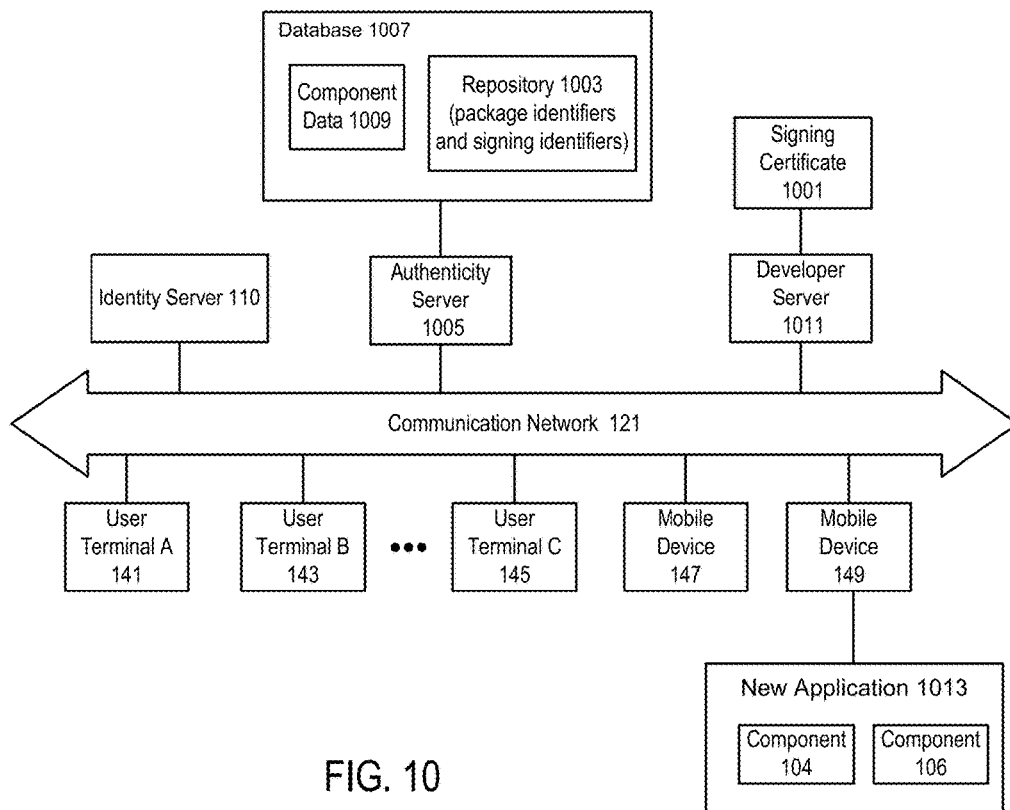 Database 1007
Component
Data 1009
Repository 1003
(package identifiers
and signing identifiers)
Signing
Certificate
1001
Identity Server 110
Authenticity
Server
1005
Developer
Server
1011
Communication Network 121
User
Terminal A
141
User
Terminal B
143
•••
User
Terminal C
145
Mobile
Device
147
Mobile
Device
149
New Application 1013
Component
104
Component
106
FIG. 10